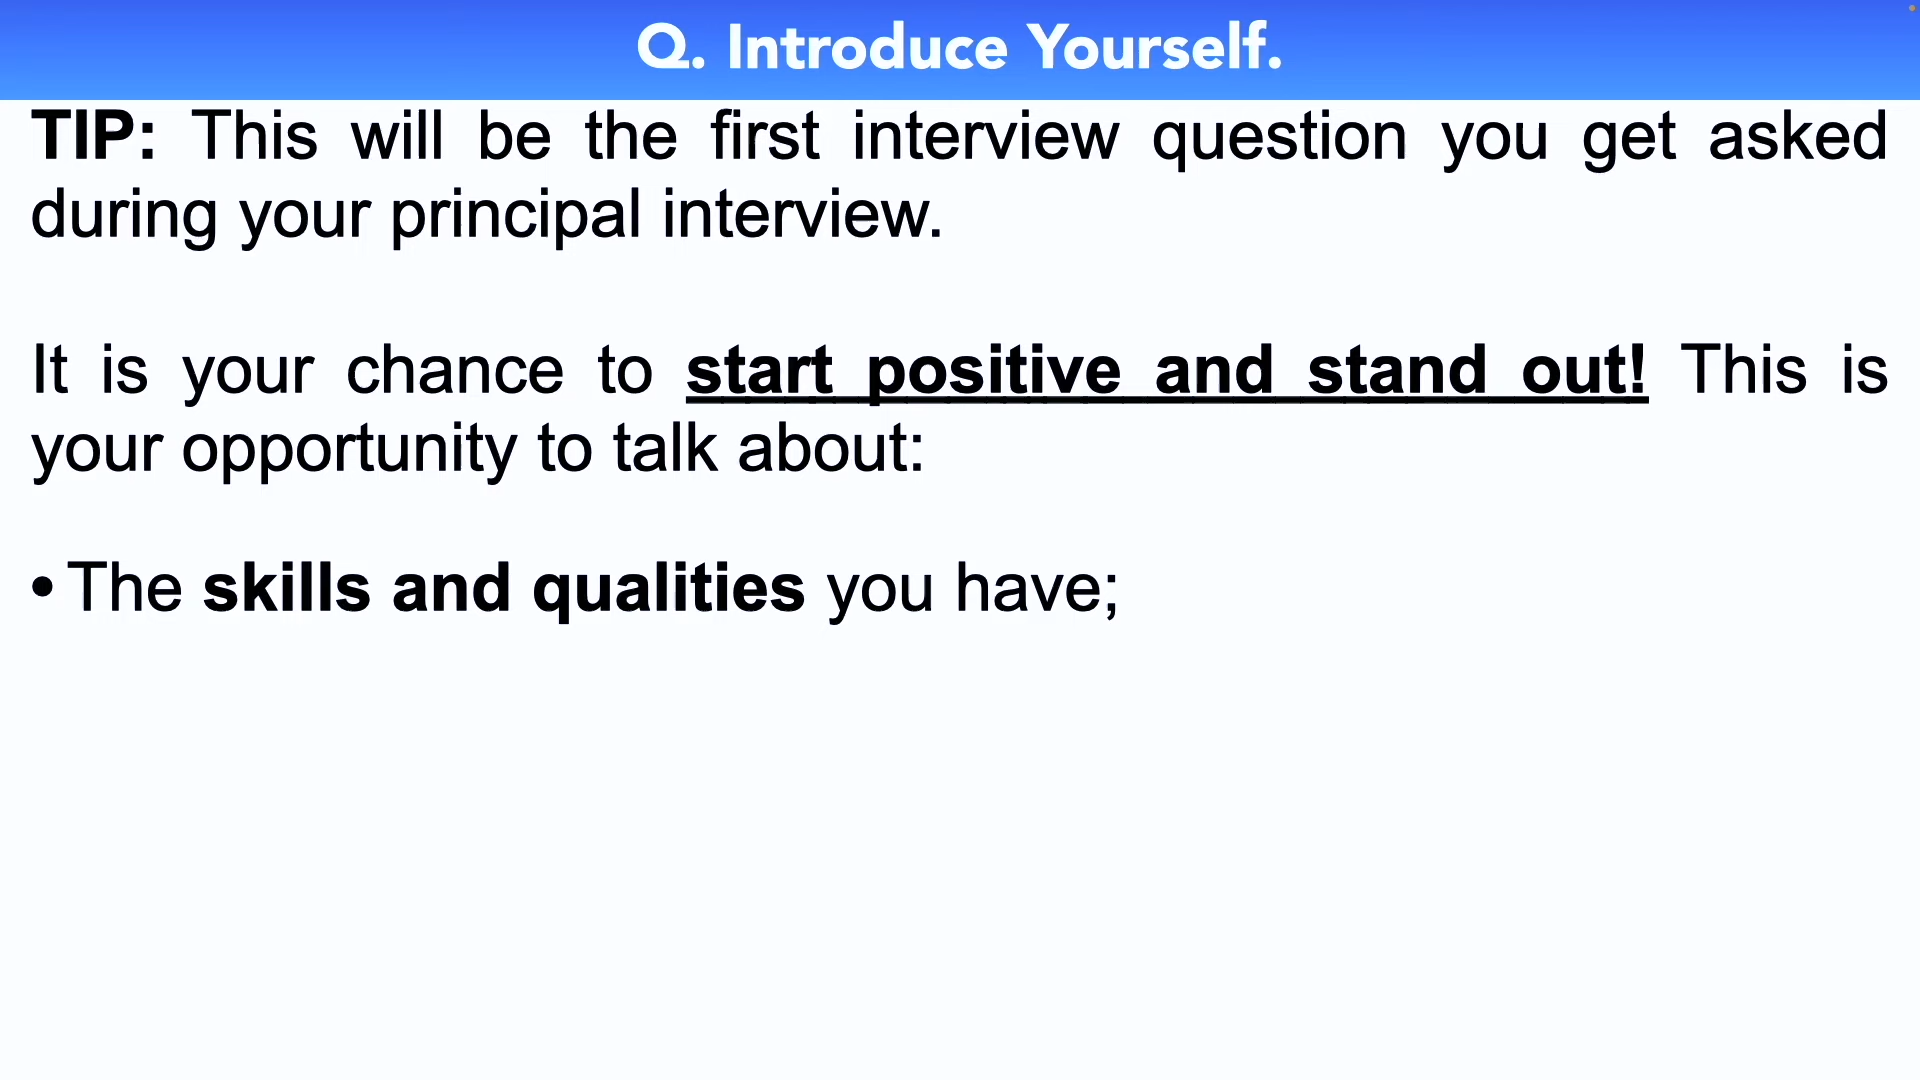 Q. Introduce Yourself.
TIP: This will be the first interview question you get asked
during your principal interview.
It is your chance to start positive and stand out! This is
your opportunity to talk about:
• The skills and qualities you have;